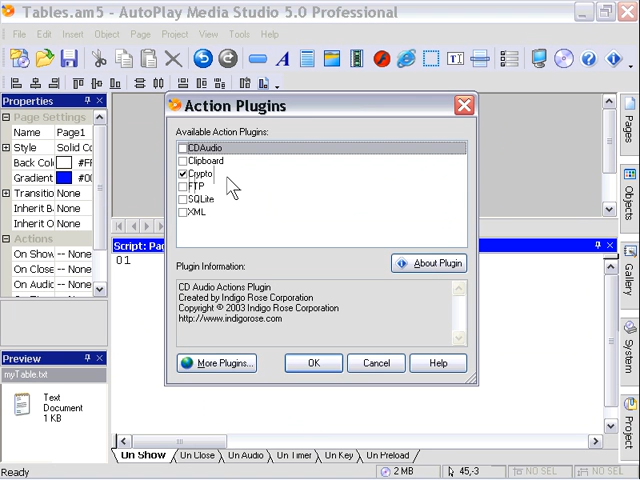 Tables.am5 - AutoPlay Media Studio 5.0 Professional
File Edit Insert Object Page Project View Tools Help
Properties
Page Settings
Name Page1
Style Solid Co
Back Col #FF
Gradient #00
Transition None
Inherit B None
Inherit O None
Actions
On Show -- None
On Close -- None
On Audio -- None
Action Plugins
Available Action Plugins:
CDAudio
Clipboard
Crypto
FTP
SQLite
XML
About Plugin
Plugin Information:
CD Audio Actions Plugin
Created by Indigo Rose Corporation
Copyright © 2003 Indigo Rose Corporation
http://www.indigorose.com
More Plugins...
OK
Cancel
Help
Script: Pag
01
Preview
myTable.txt
Text
Document
1 KB
On Show On Close On Audio On Timer On Key On Preload
Pages
Objects
Gallery
System
Project
Ready
2 MB
45,-3
NO SEL
NO SEL